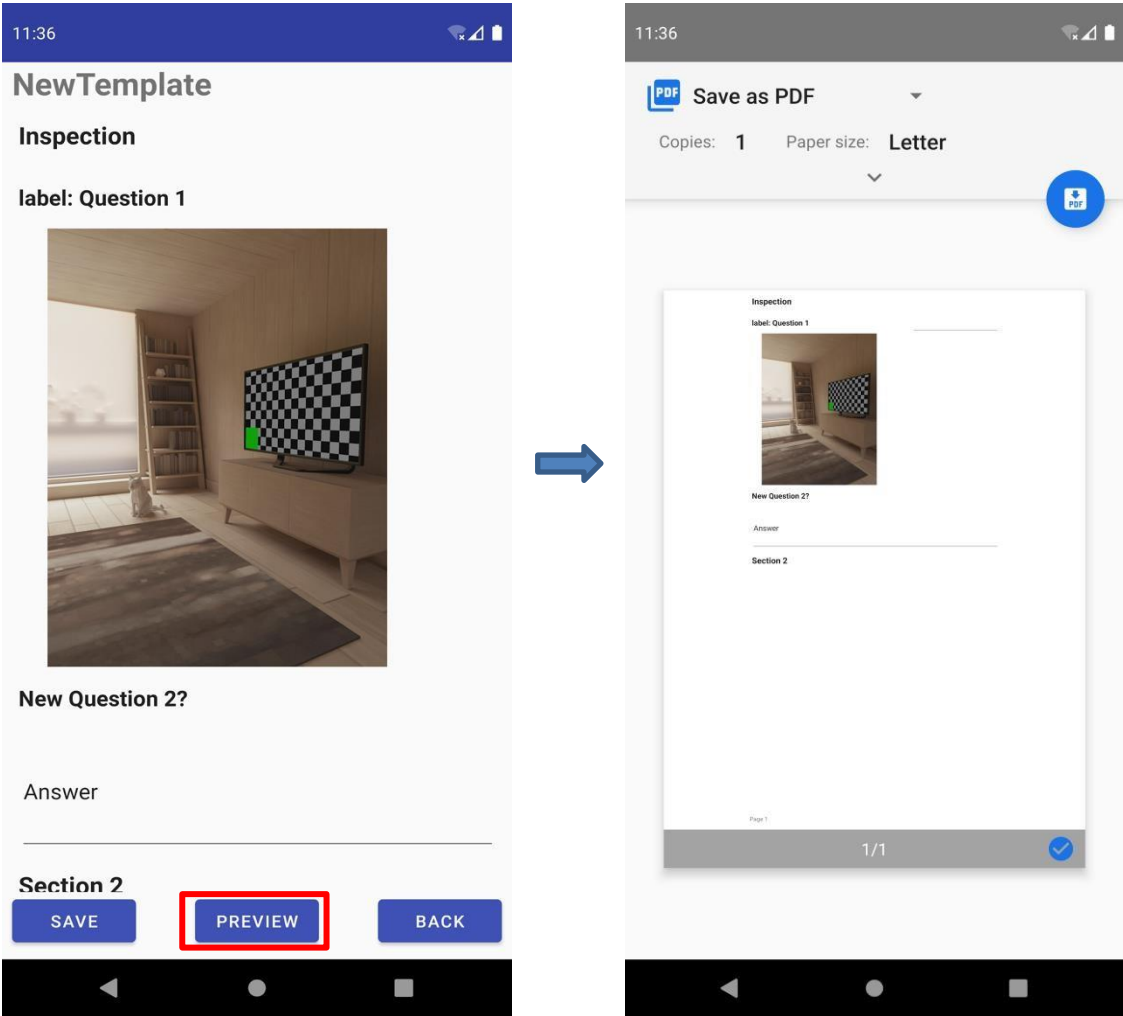 11:36
NewTemplate
Inspection
label: Question 1
New Question 2?
Answer
Section 2
SAVE PREVIEW BACK
11:36
PDF Save as PDF
Copies: 1 Paper size: Letter
PDF
Inspection
label: Question 1
New Question 2?
Answer
Section 2
Page 1
1/1